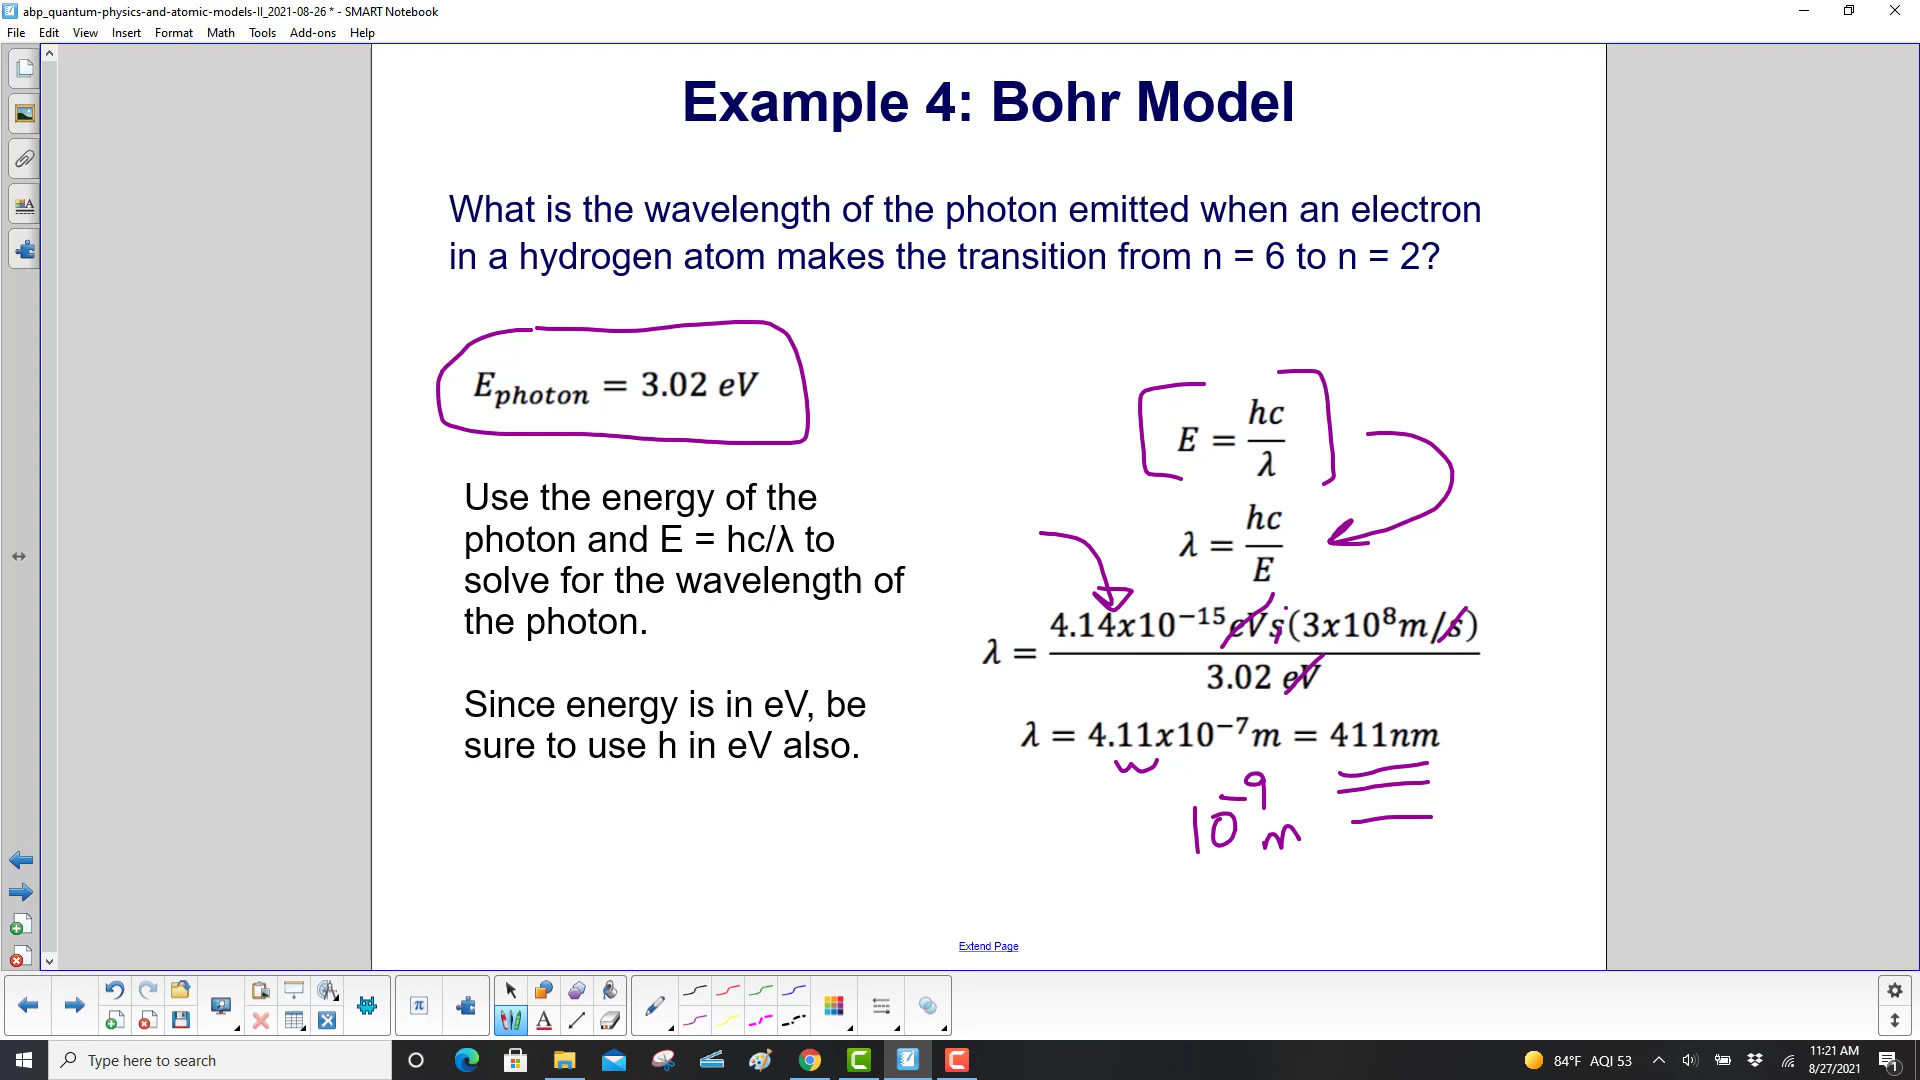 abp_quantum-physics-and-atomic-models-II_2021-08-26 * - SMART Notebook
File Edit View Insert Format Math Tools Add-ons Help
Example 4: Bohr Model
What is the wavelength of the photon emitted when an electron
in a hydrogen atom makes the transition from n = 6 to n = 2?
E_photon = 3.02 eV
E = hc/λ
Use the energy of the
photon and E = hc/λ to
solve for the wavelength of
the photon.
λ = hc/E
λ = 4.14x10⁻¹⁵eVs(3x10⁸m/s) / 3.02 eV
Since energy is in eV, be
sure to use h in eV also.
λ = 4.11x10⁻⁷m = 411nm
10⁻⁹ m
Extend Page
π
A
Type here to search
84°F AQI 53
11:21 AM
8/27/2021
1